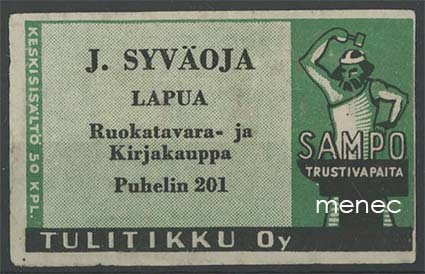 KESKISISÄLTÖ 50 KPL.
J. SYVÄOJA
LAPUA
Ruokatavara- ja
Kirjakauppa
Puhelin 201
SAMPO
TRUSTIVAPAITA
menec
TULITIKKU Oy